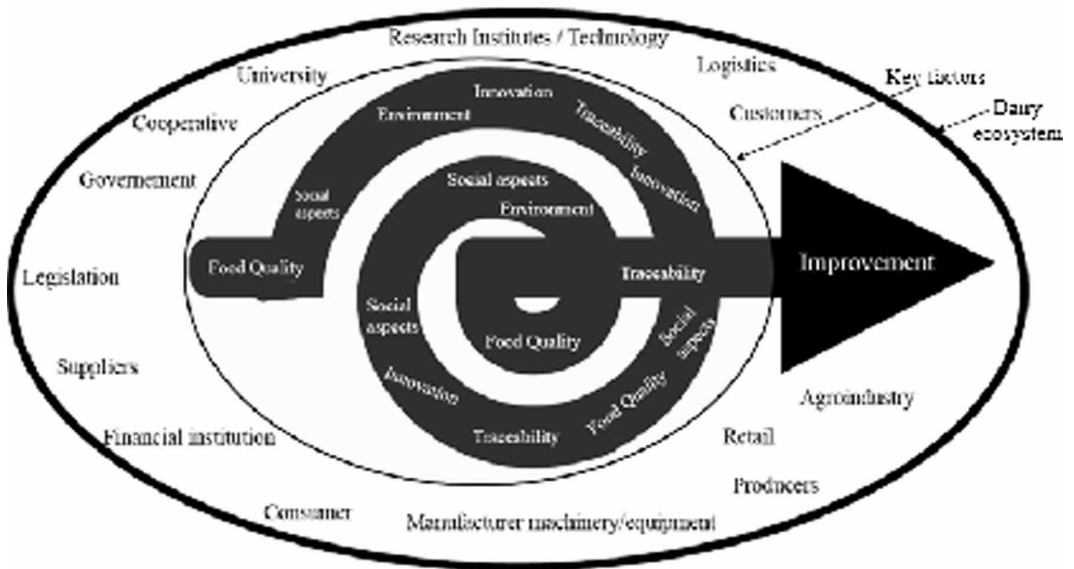 Research Institutes / Technology
University
Logistics
Key factors
Cooperative
Innovation
Environment
Traceability
Customers
Dairy
ecosystem
Governement
Social
aspects
Social aspects
Innovation
Environment
Legislation
Food Quality
Traceability
Improvement
Social
aspects
Social
aspects
Food Quality
Suppliers
Innovation
Food Quality
Agroindustry
Financial institution
Traceability
Retail
Producers
Consumer
Manufacturer machinery/equipment